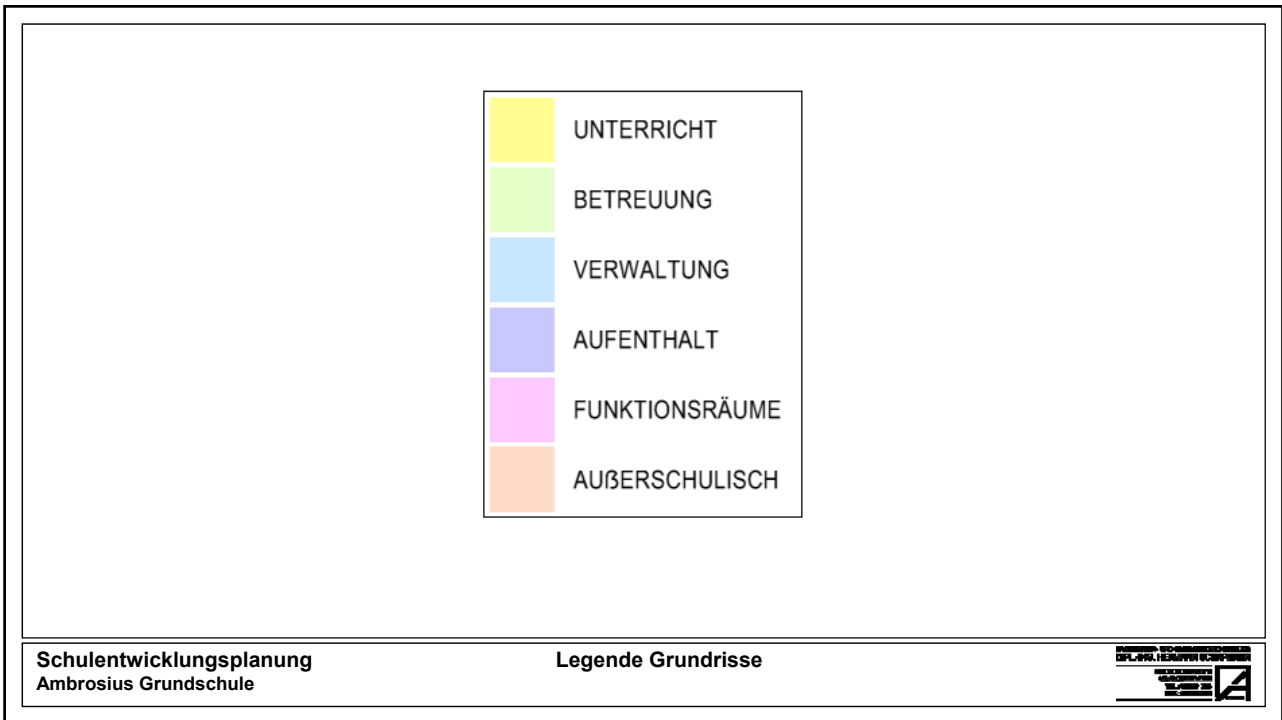 UNTERRICHT
BETREUUNG
VERWALTUNG
AUFENTHALT
FUNKTIONSRÄUME
AUßERSCHULISCH
Schulentwicklungsplanung
Ambrosius Grundschule
Legende Grundrisse